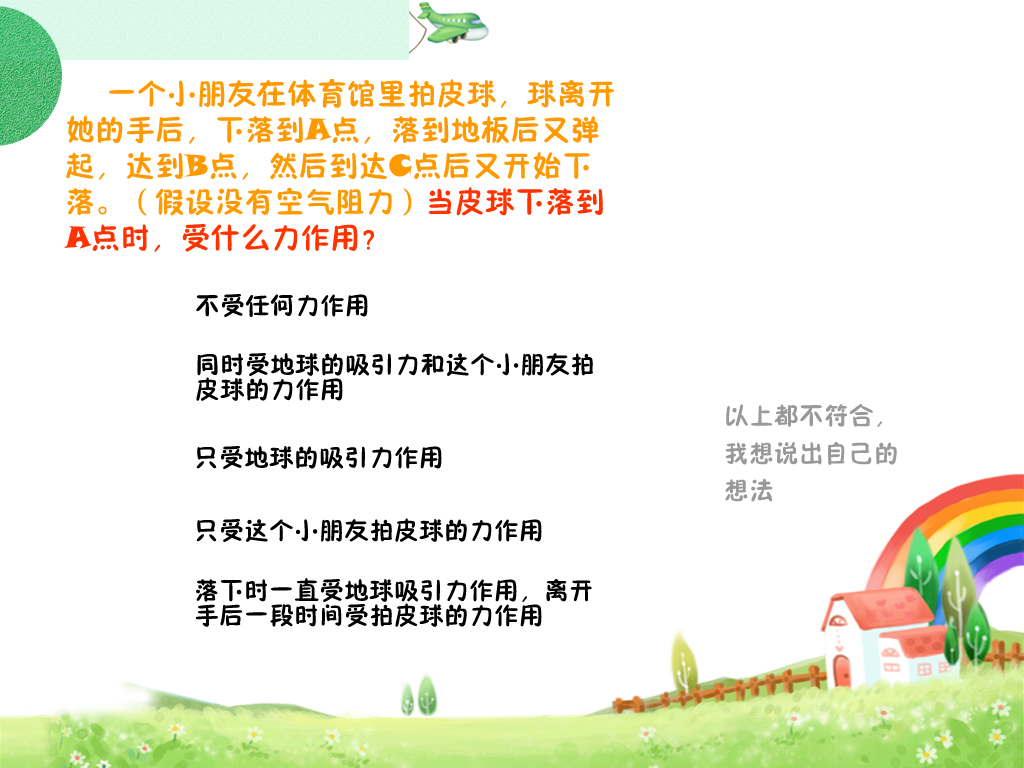 一个小朋友在体育馆里拍皮球，球离开
她的手后，下落到A点，落到地板后又弹
起，达到B点，然后到达C点后又开始下
落。（假设没有空气阻力）当皮球下落到
A点时，受什么力作用？
不受任何力作用
同时受地球的吸引力和这个小朋友拍
皮球的力作用
只受地球的吸引力作用
只受这个小朋友拍皮球的力作用
落下时一直受地球吸引力作用，离开
手后一段时间受拍皮球的力作用
以上都不符合，
我想说出自己的
想法